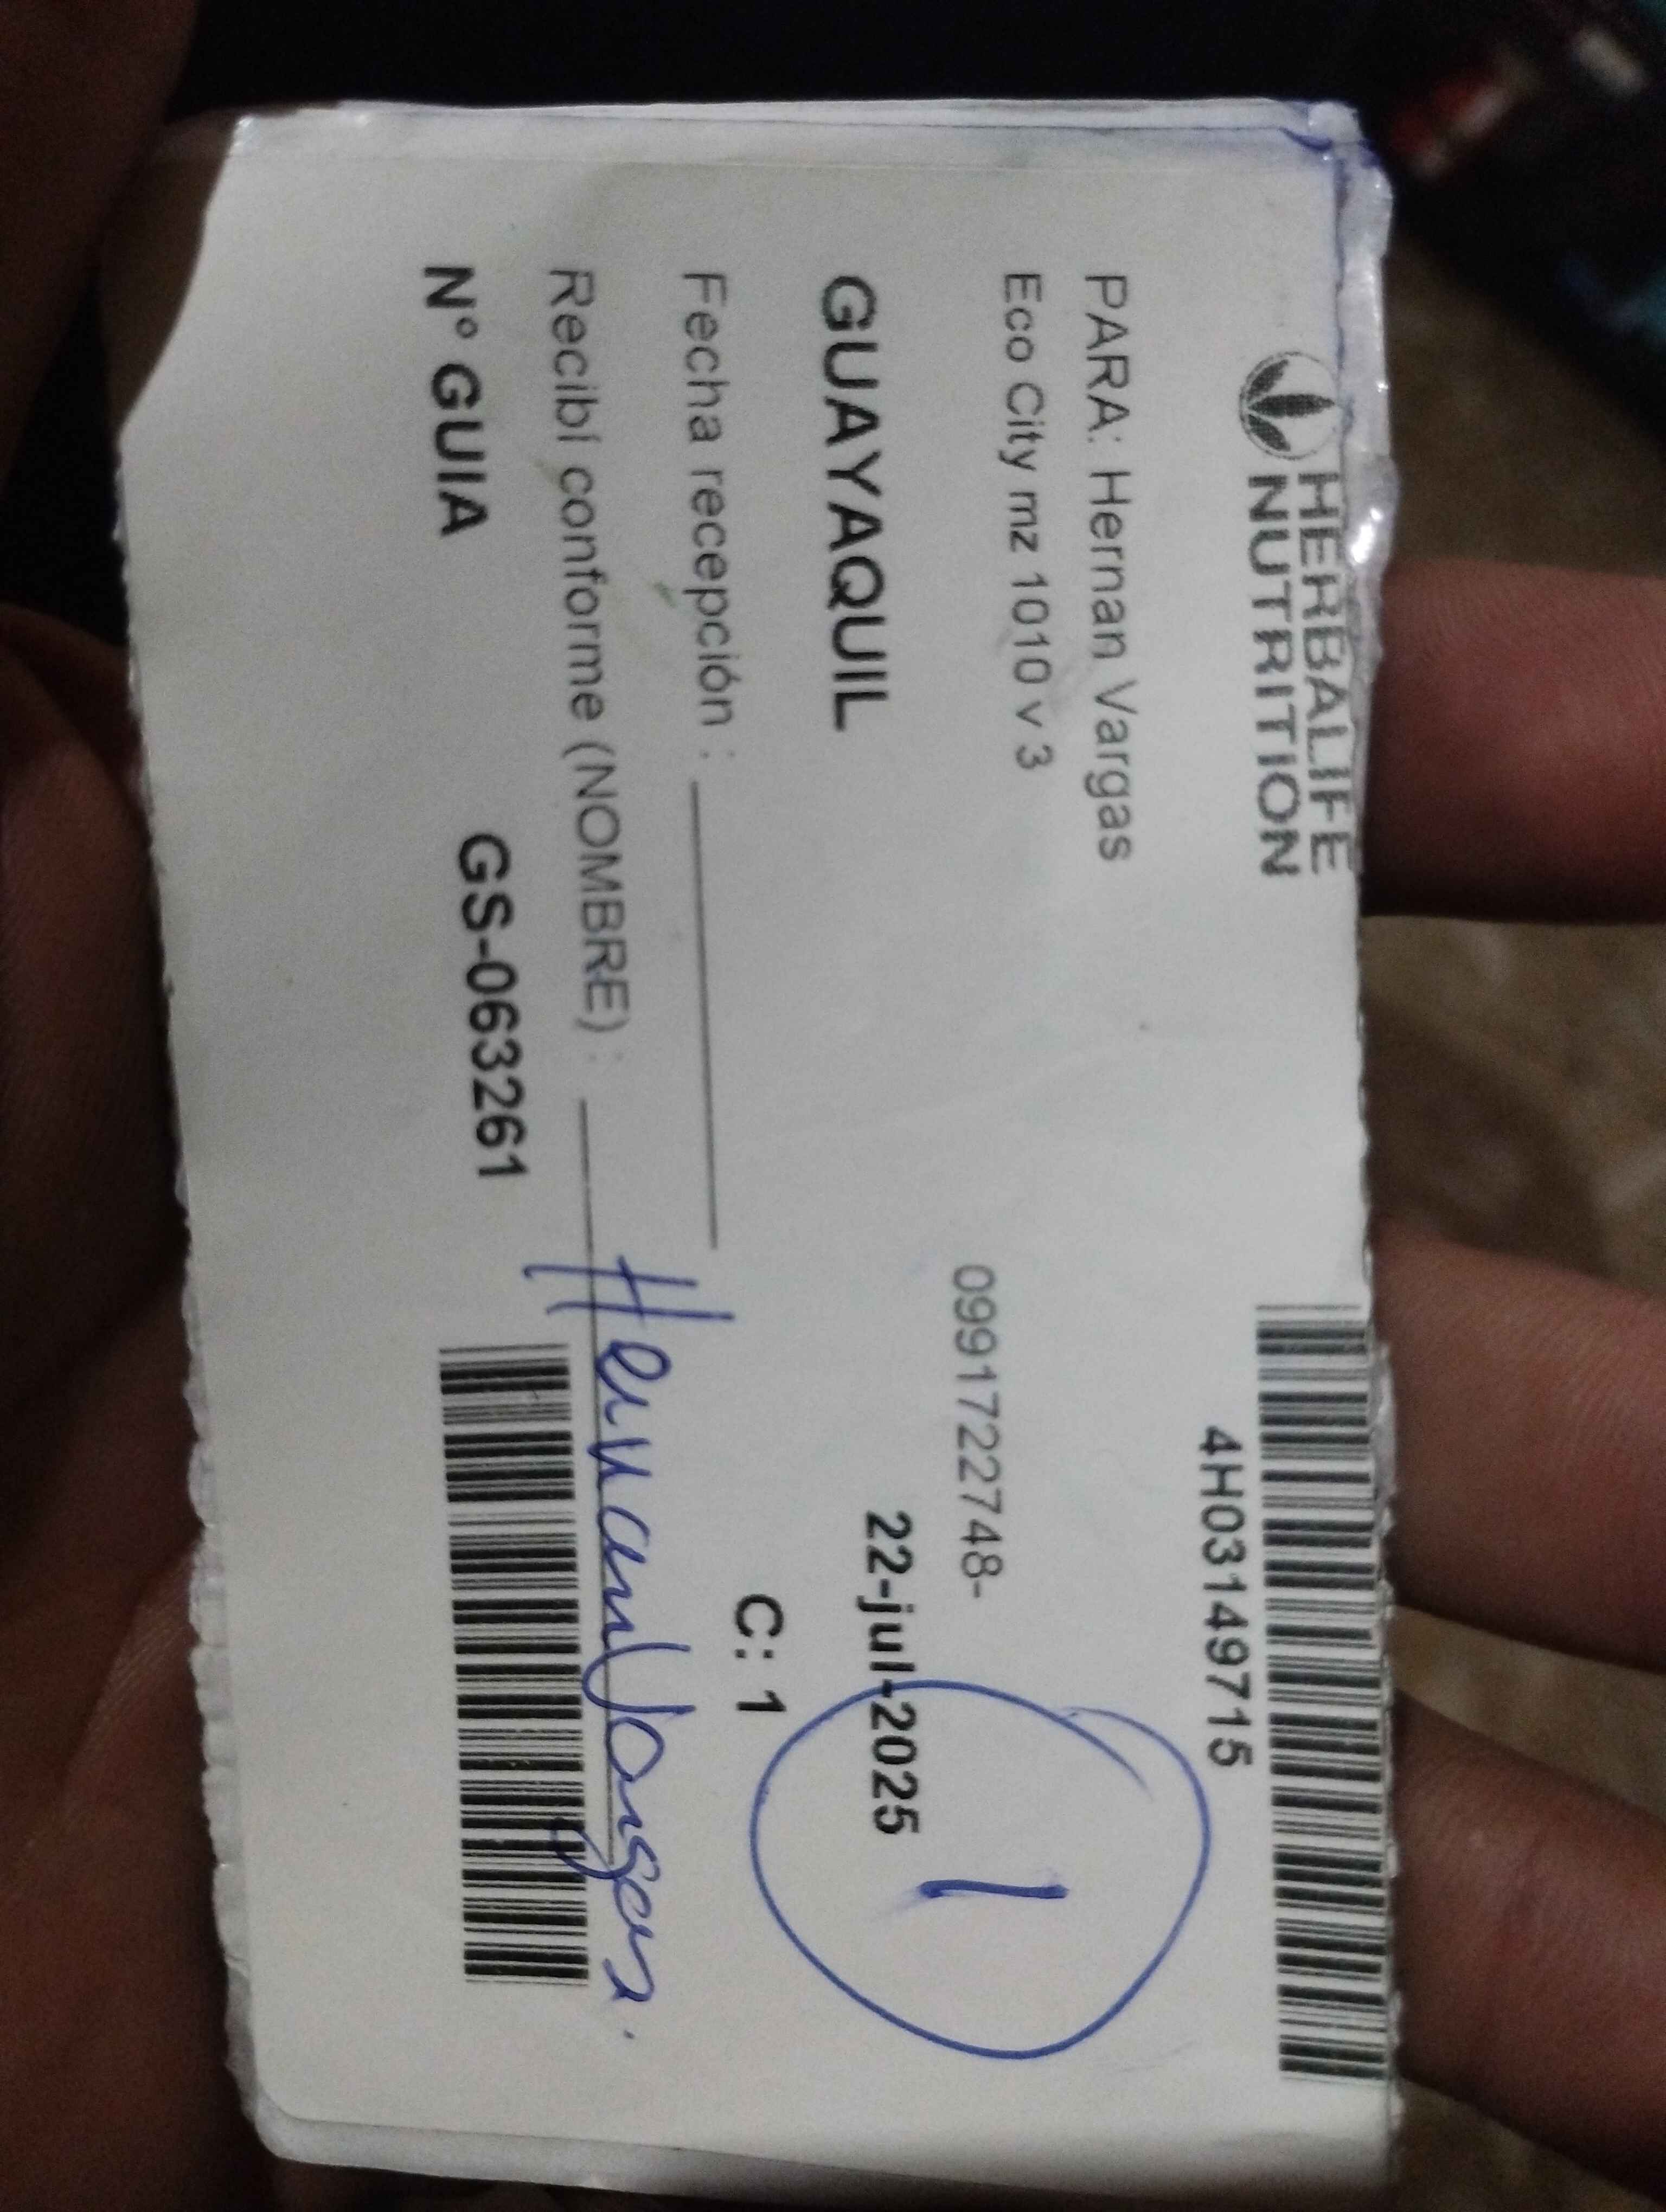 HERBALIFE
NUTRITION
4H03149715
PARA: Hernan Vargas
Eco City mz 1010 v 3
0991722748-
GUAYAQUIL
22-jul-2025
1
C: 1
Fecha recepción :
Recibí conforme (NOMBRE) : Hernan Vargas.
N° GUIA GS-063261